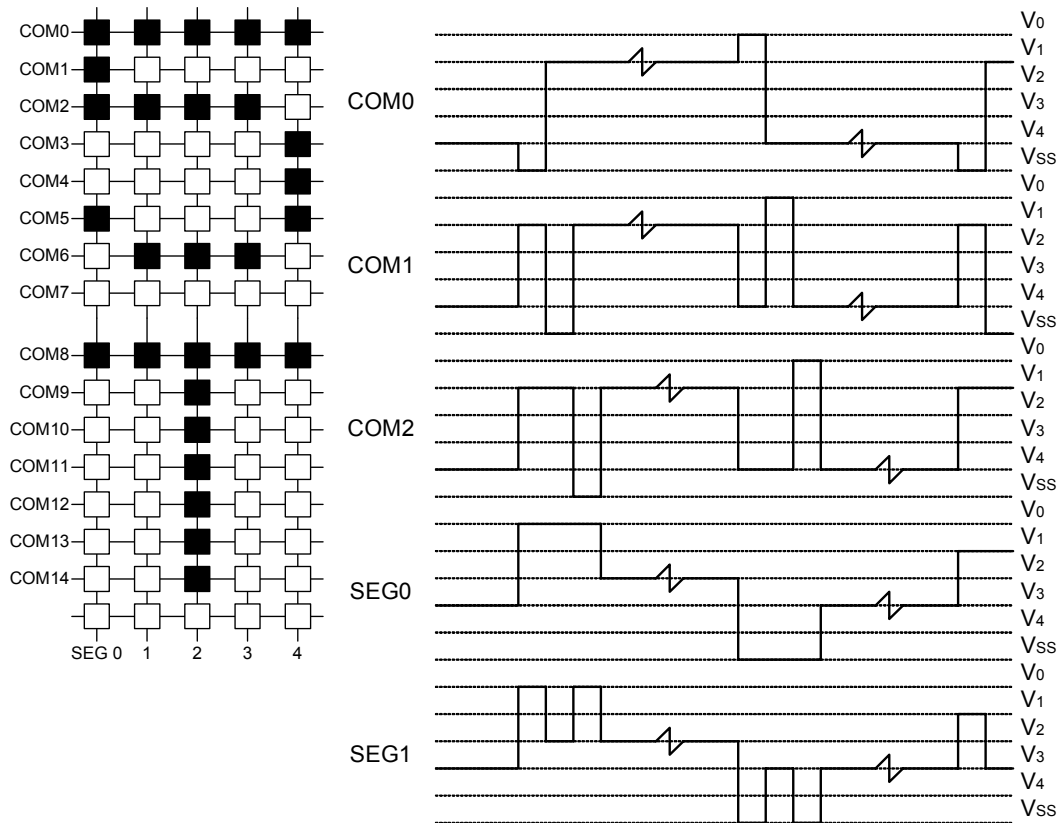 COM0
COM1
COM2
COM3
COM4
COM5
COM6
COM7
COM8
COM9
COM10
COM11
COM12
COM13
COM14
SEG 0 1 2 3 4
COM0
V0
V1
V2
V3
V4
VSS
COM1
V0
V1
V2
V3
V4
VSS
COM2
V0
V1
V2
V3
V4
VSS
SEG0
V0
V1
V2
V3
V4
VSS
SEG1
V0
V1
V2
V3
V4
VSS